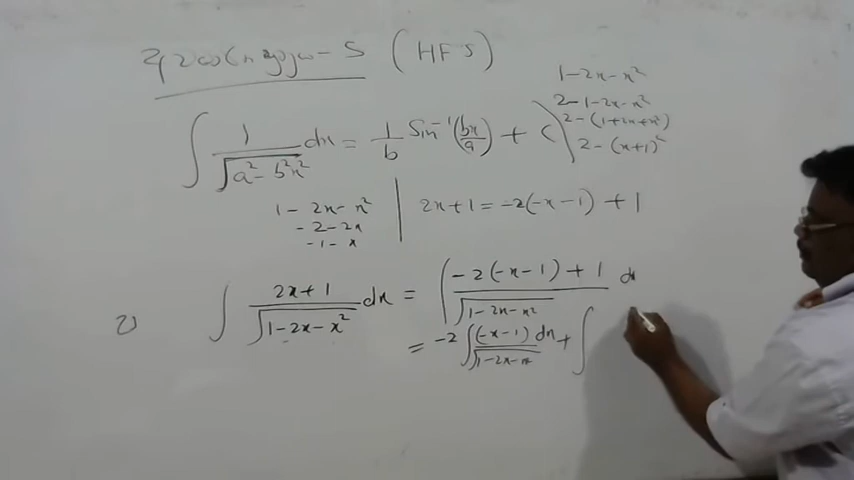 (HFS)
1-2x-x²
2-1-2x-x²
2-(1+2x+x²)
2-(x+1)²
∫ 1/√(a²-b²x²) dx = 1/b Sin⁻¹(bx/a) + C
1-2x-x²
-2-2x
-1-x
2x+1 = -2(-x-1)+1
2) ∫ (2x+1)/√(1-2x-x²) dx = ∫ (-2(-x-1)+1)/√(1-2x-x²) dx
= -2 ∫ (-x-1)dx/√(1-2x-x²) + ∫